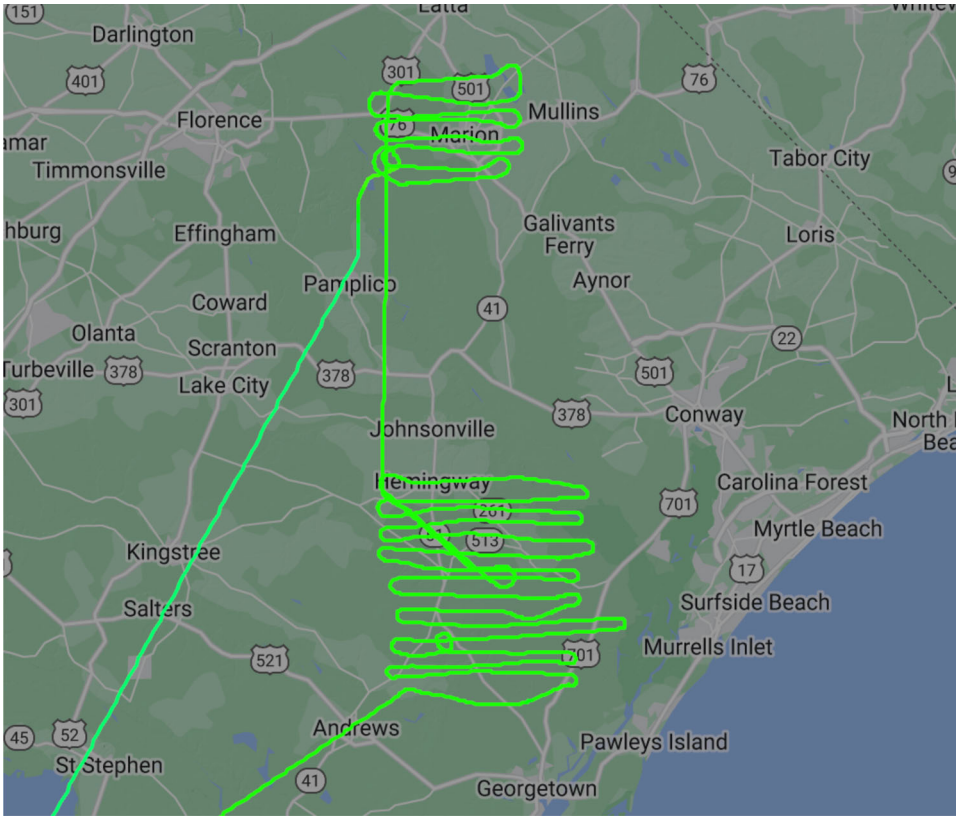 151
Latta
Darlington
301
76
401
501
Mullins
Florence
76
Marion
Tabor City
Timmonsville
Galivants
Ferry
Effingham
Loris
Pamplico
Aynor
Coward
41
Olanta
22
Scranton
Turbeville
378
378
501
Lake City
301
378
Conway
Johnsonville
North
Hemingway
Carolina Forest
261
701
513
Myrtle Beach
Kingstree
17
Salters
Surfside Beach
701
Murrells Inlet
521
Andrews
45
52
Pawleys Island
St Stephen
41
Georgetown